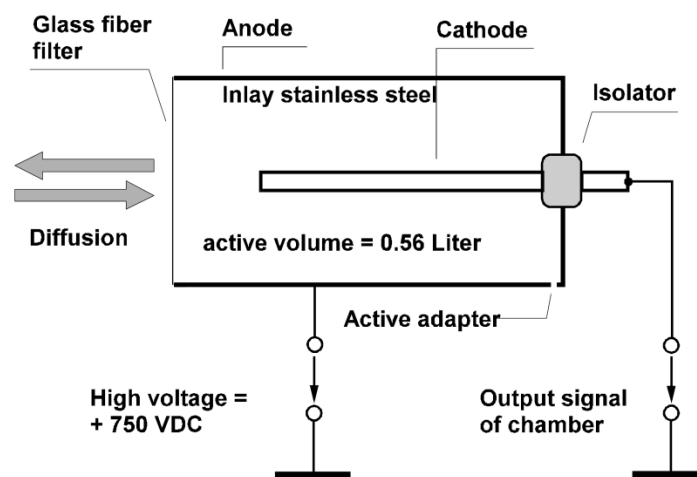 Glass fiber
filter
Anode
Cathode
Inlay stainless steel
Isolator
Diffusion
active volume = 0.56 Liter
Active adapter
High voltage =
+ 750 VDC
Output signal
of chamber